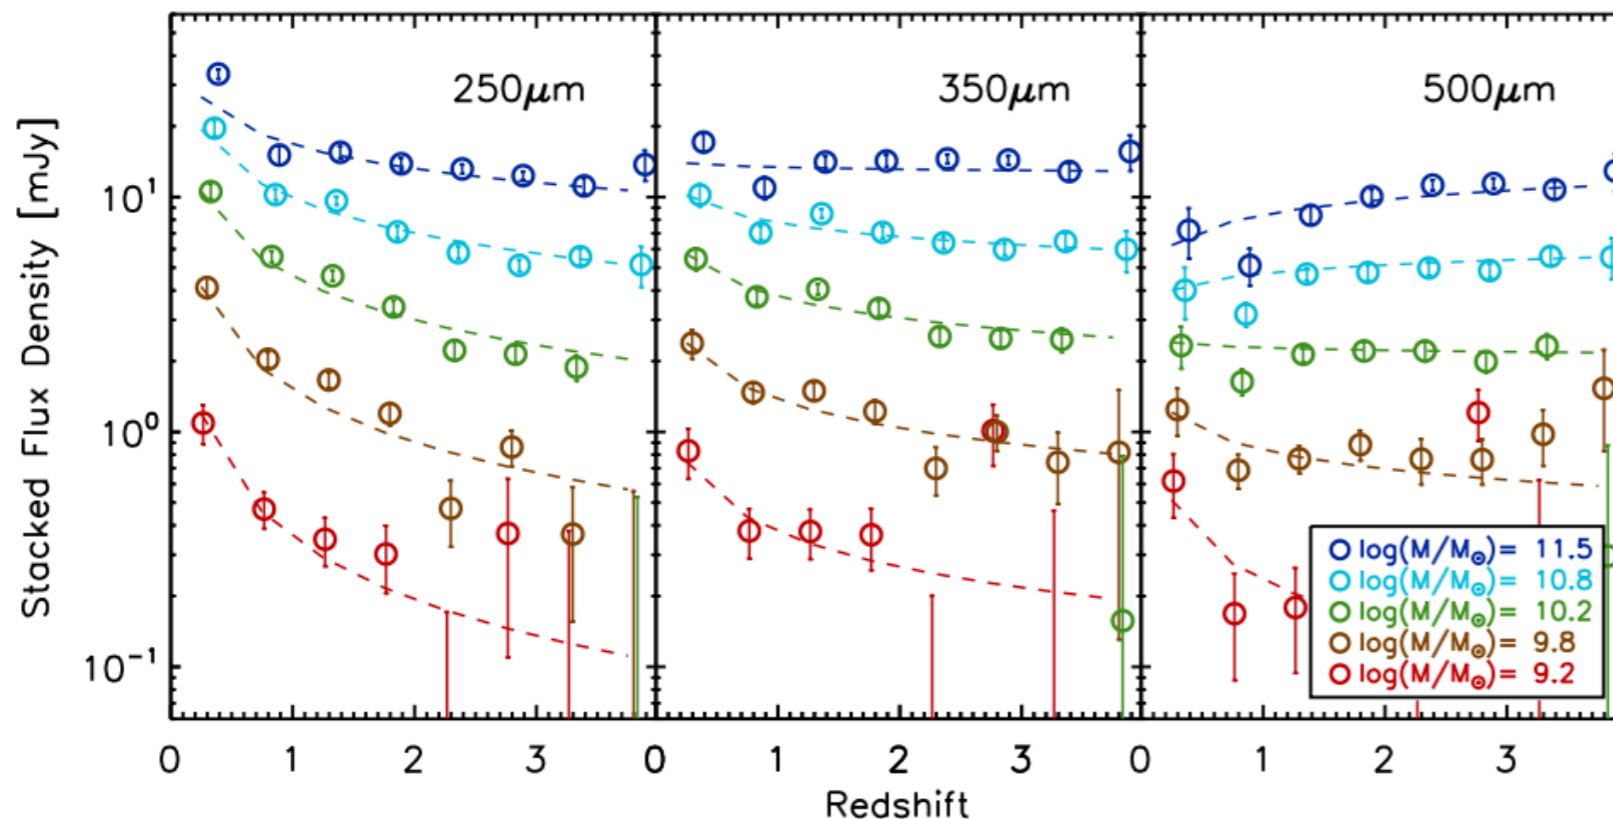 250μm
350μm
500μm
Stacked Flux Density [mJy]
10¹
10⁰
10⁻¹
log(M/M⊙)= 11.5
log(M/M⊙)= 10.8
log(M/M⊙)= 10.2
log(M/M⊙)= 9.8
log(M/M⊙)= 9.2
0 1 2 3 0 1 2 3 0 1 2 3
Redshift